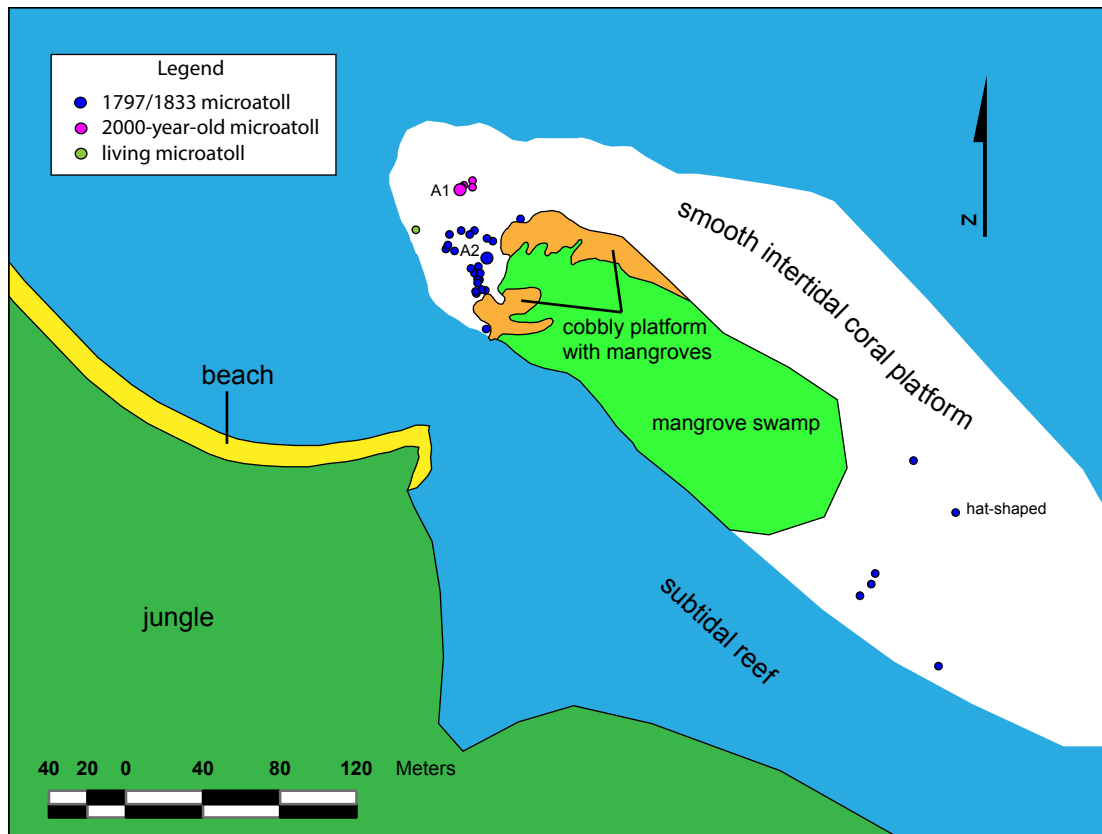 Legend
1797/1833 microatoll
2000-year-old microatoll
living microatoll
A1
A2
N
smooth intertidal coral platform
cobbly platform
with mangroves
beach
mangrove swamp
hat-shaped
jungle
subtidal reef
40 20 0 40 80 120 Meters